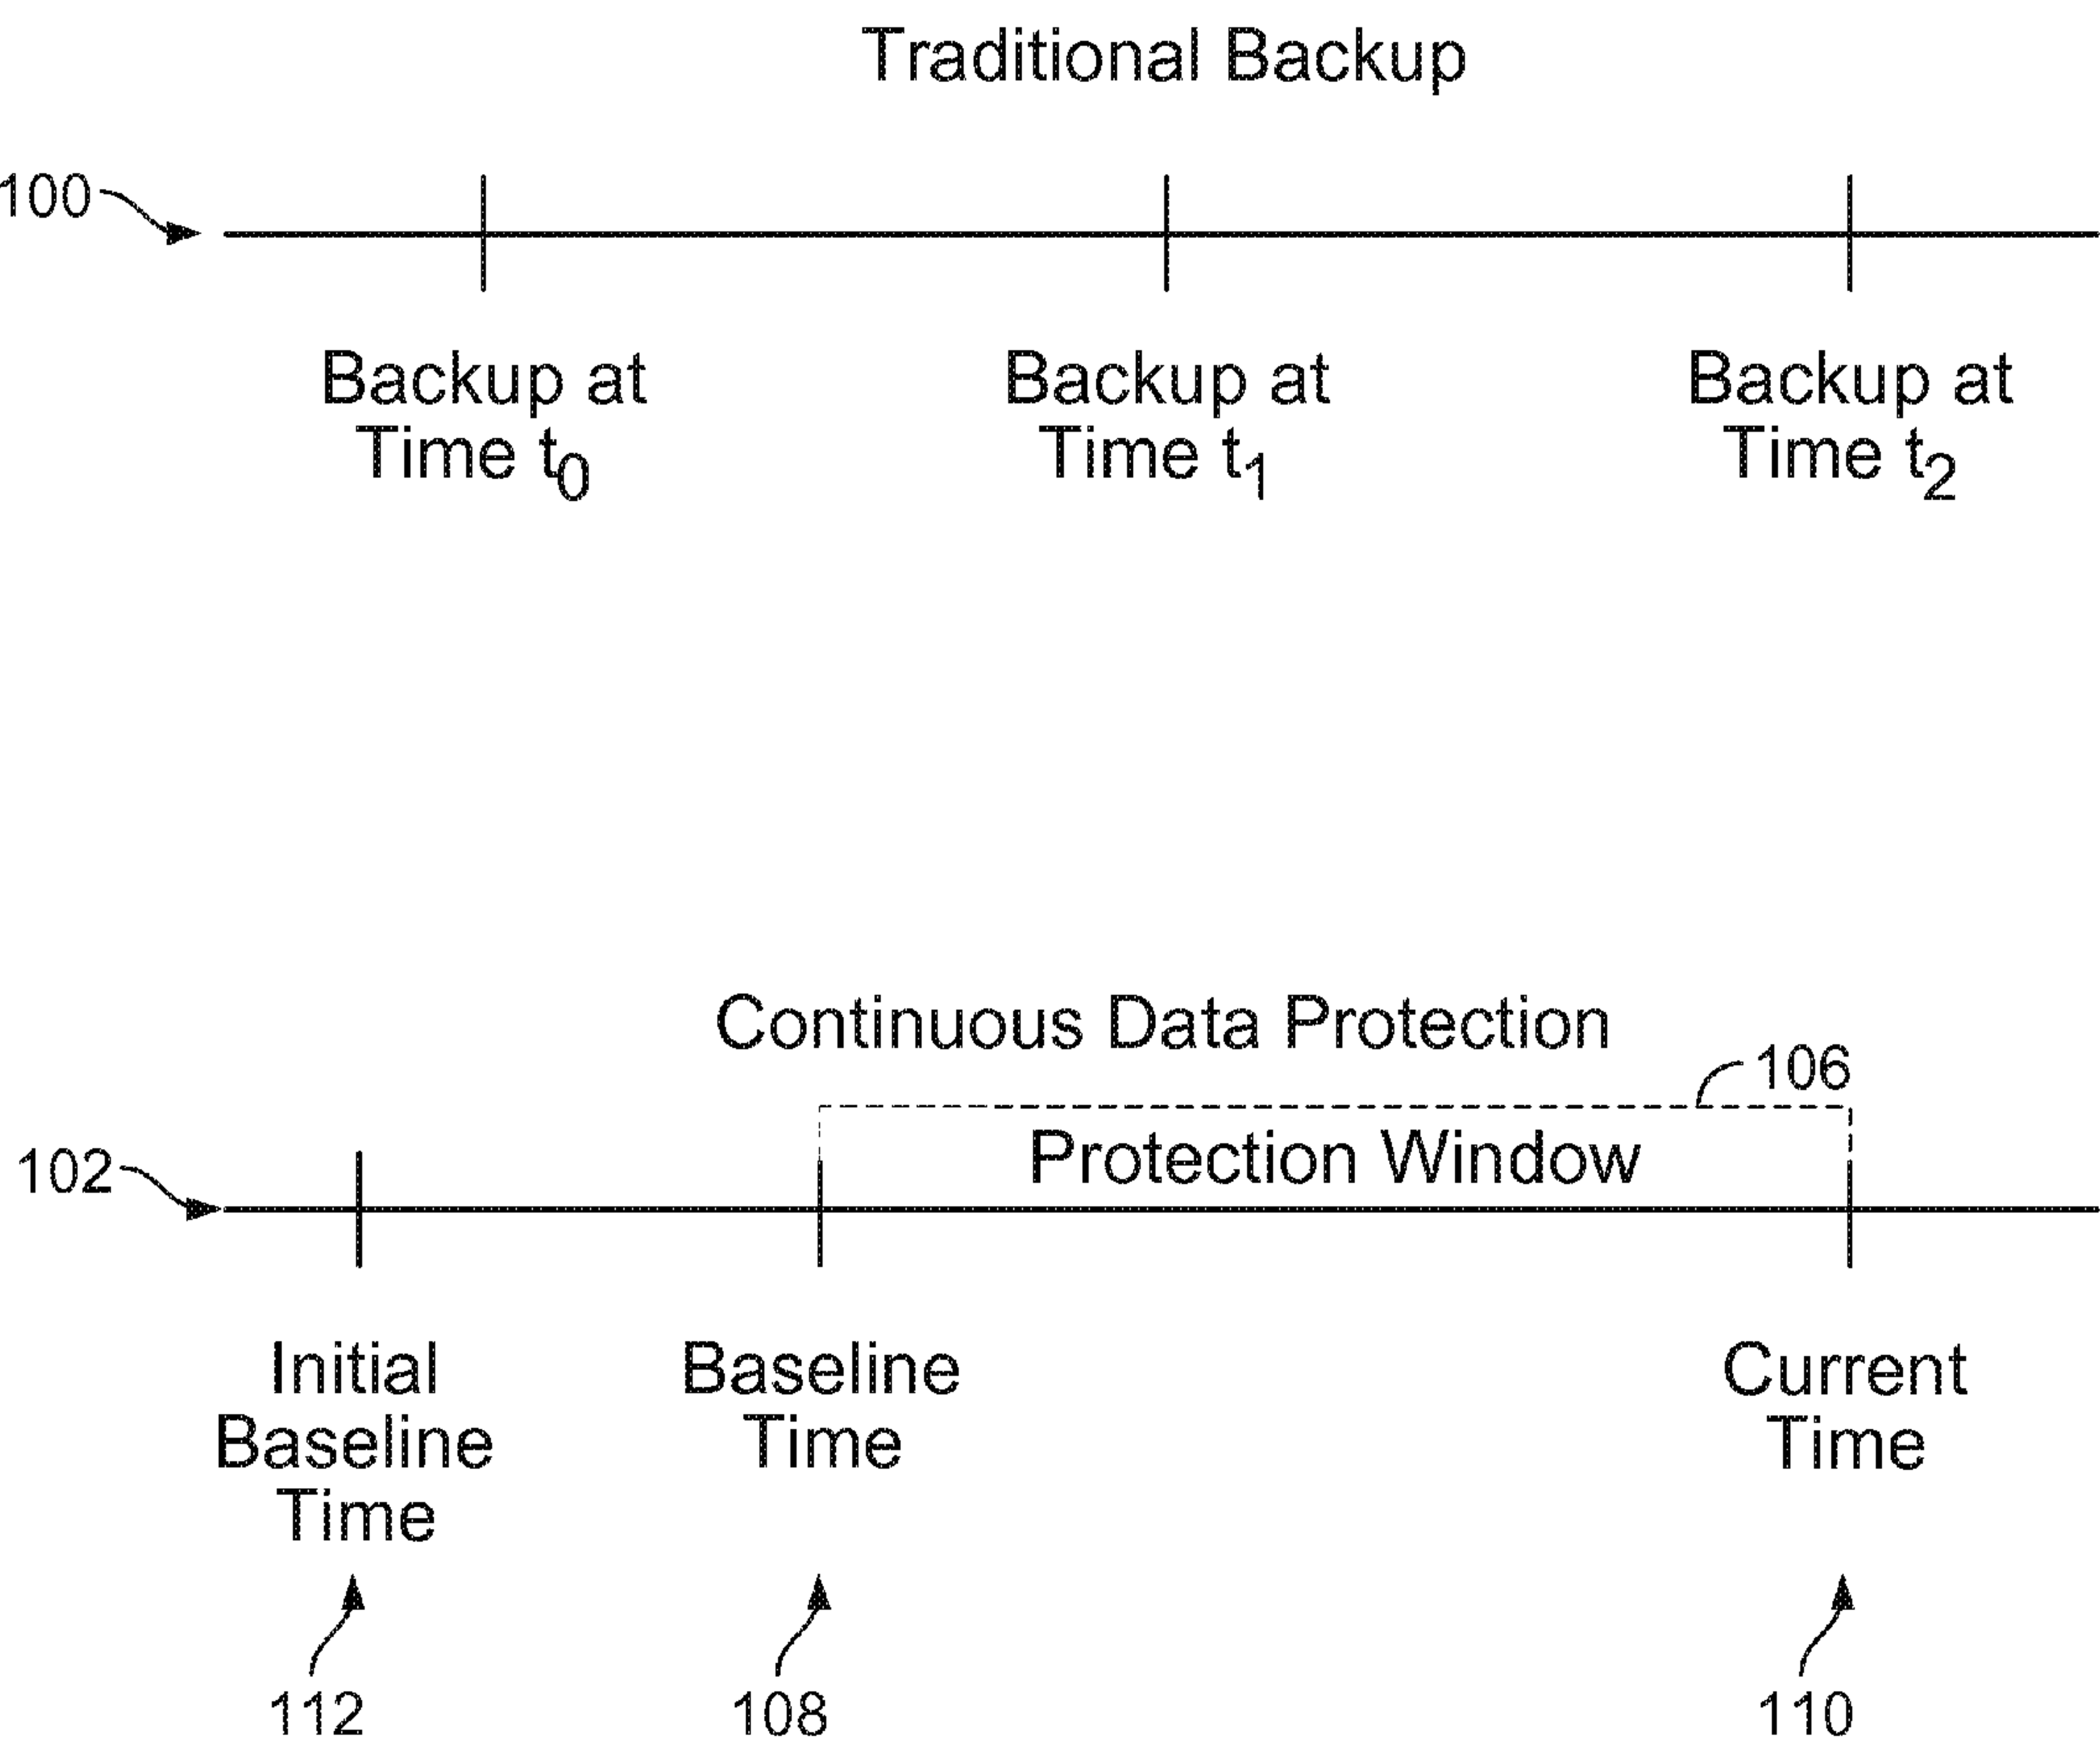 Traditional Backup
100
Backup at Backup at Backup at
Time t0 Time t1 Time t2
Continuous Data Protection
106
Protection Window
102
Initial Baseline Current
Baseline Time Time
Time
112 108 110